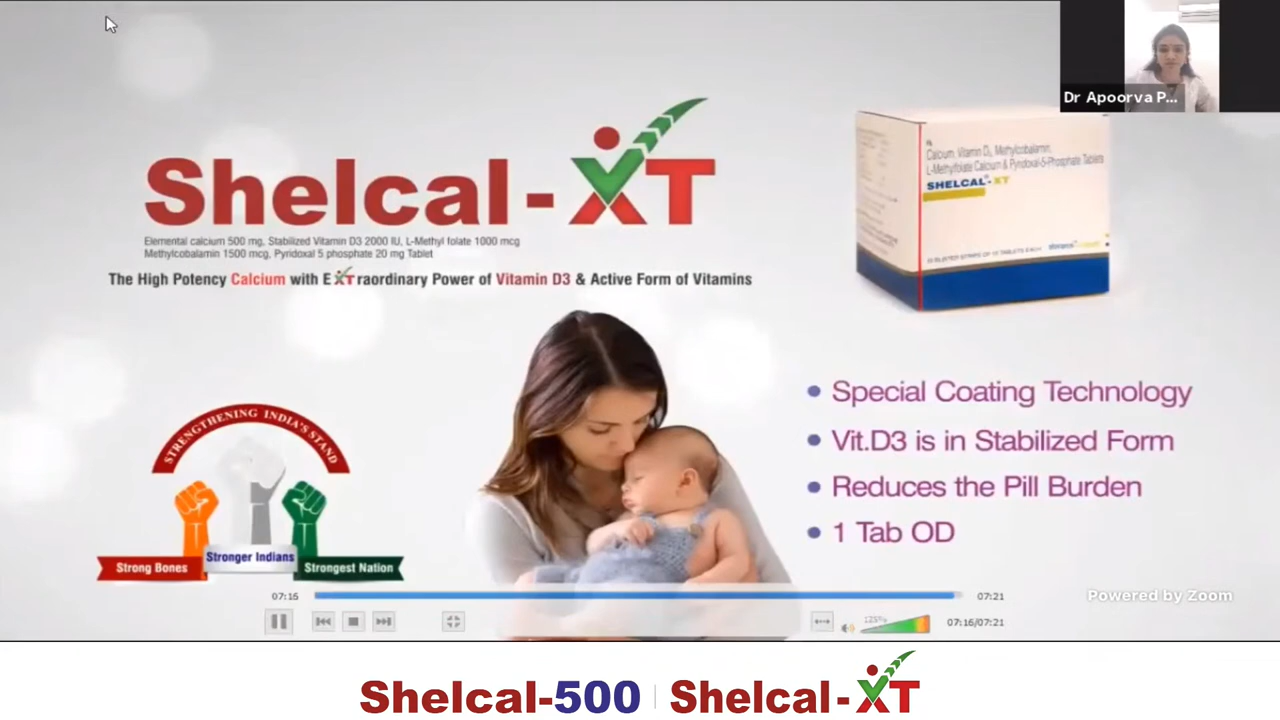 Dr Apoorva P...
Shelcal-XT
Elemental calcium 500 mg, Stabilized Vitamin D3 2000 IU, L-Methyl folate 1000 mcg
Methylcobalamin 1500 mcg, Pyridoxal 5 phosphate 20 mg Tablet
The High Potency Calcium with EXTraordinary Power of Vitamin D3 & Active Form of Vitamins
Calcium, Vitamin D3, Methylcobalamin,
L-Methylfolate Calcium & Pyridoxal-5-Phosphate Tablets
SHELCAL®-XT
Special Coating Technology
Vit.D3 is in Stabilized Form
Reduces the Pill Burden
1 Tab OD
STRENGTHENING INDIA'S STAND
Strong Bones
Stronger Indians
Strongest Nation
07:15
07:21
Powered by Zoom
125%
07:16/07:21
Shelcal-500
Shelcal-XT